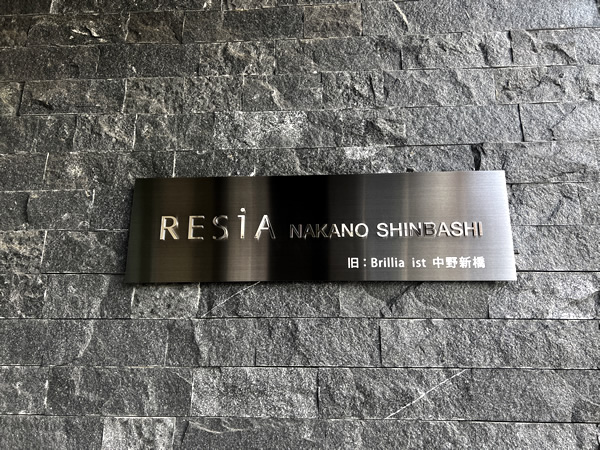 RESiA NAKANO SHINBASHI
旧：Brillia ist 中野新橋